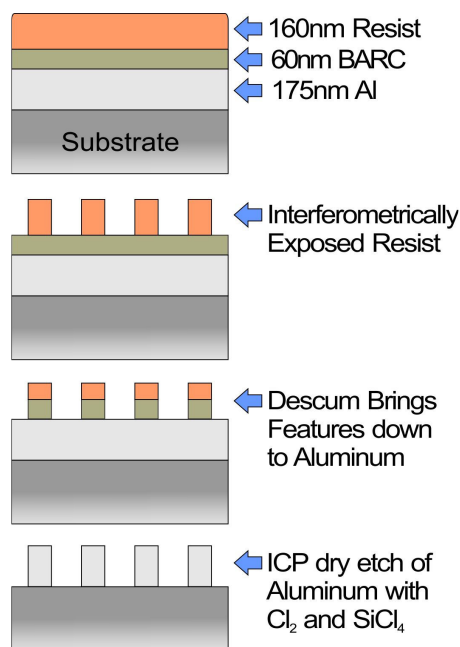 160nm Resist
60nm BARC
175nm Al
Substrate
Interferometrically
Exposed Resist
Descum Brings
Features down
to Aluminum
ICP dry etch of
Aluminum with
Cl₂ and SiCl₄